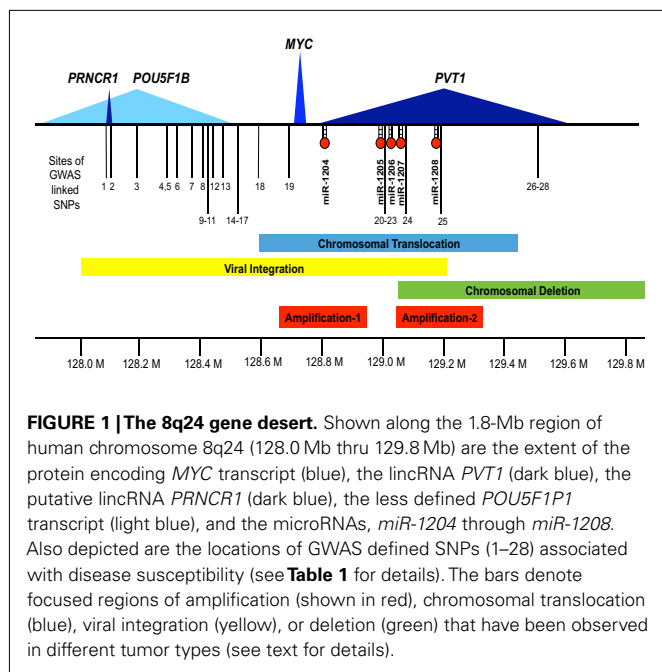 MYC
PRNCR1 POU5F1B PVT1
Sites of
GWAS
linked
SNPs
1 2 3 4,5 6 7 8 12 13 18 19 24 25 26-28
9-11 14-17 20-23
miR-1204
miR-1205
miR-1206
miR-1207
miR-1208
Chromosomal Translocation
Viral Integration
Chromosomal Deletion
Amplification-1 Amplification-2
128.0 M 128.2 M 128.4 M 128.6 M 128.8 M 129.0 M 129.2 M 129.4 M 129.6 M 129.8 M
FIGURE 1 | The 8q24 gene desert. Shown along the 1.8-Mb region of
human chromosome 8q24 (128.0 Mb thru 129.8 Mb) are the extent of the
protein encoding MYC transcript (blue), the lincRNA PVT1 (dark blue), the
putative lincRNA PRNCR1 (dark blue), the less defined POU5F1P1
transcript (light blue), and the microRNAs, miR-1204 through miR-1208.
Also depicted are the locations of GWAS defined SNPs (1–28) associated
with disease susceptibility (see Table 1 for details). The bars denote
focused regions of amplification (shown in red), chromosomal translocation
(blue), viral integration (yellow), or deletion (green) that have been observed
in different tumor types (see text for details).